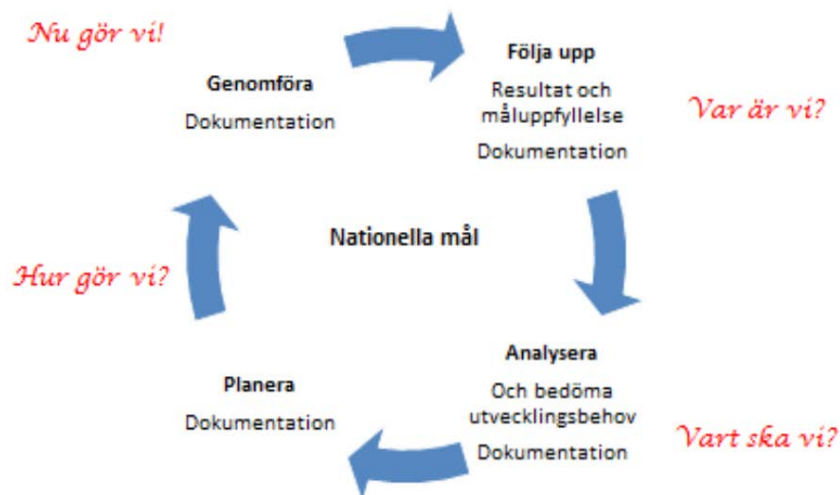 Nu gör vi!
Genomföra
Dokumentation
Följa upp
Resultat och
måluppfyllelse
Dokumentation
Var är vi?
Nationella mål
Hur gör vi?
Planera
Dokumentation
Analysera
Och bedöma
utvecklingsbehov
Dokumentation
Vart ska vi?